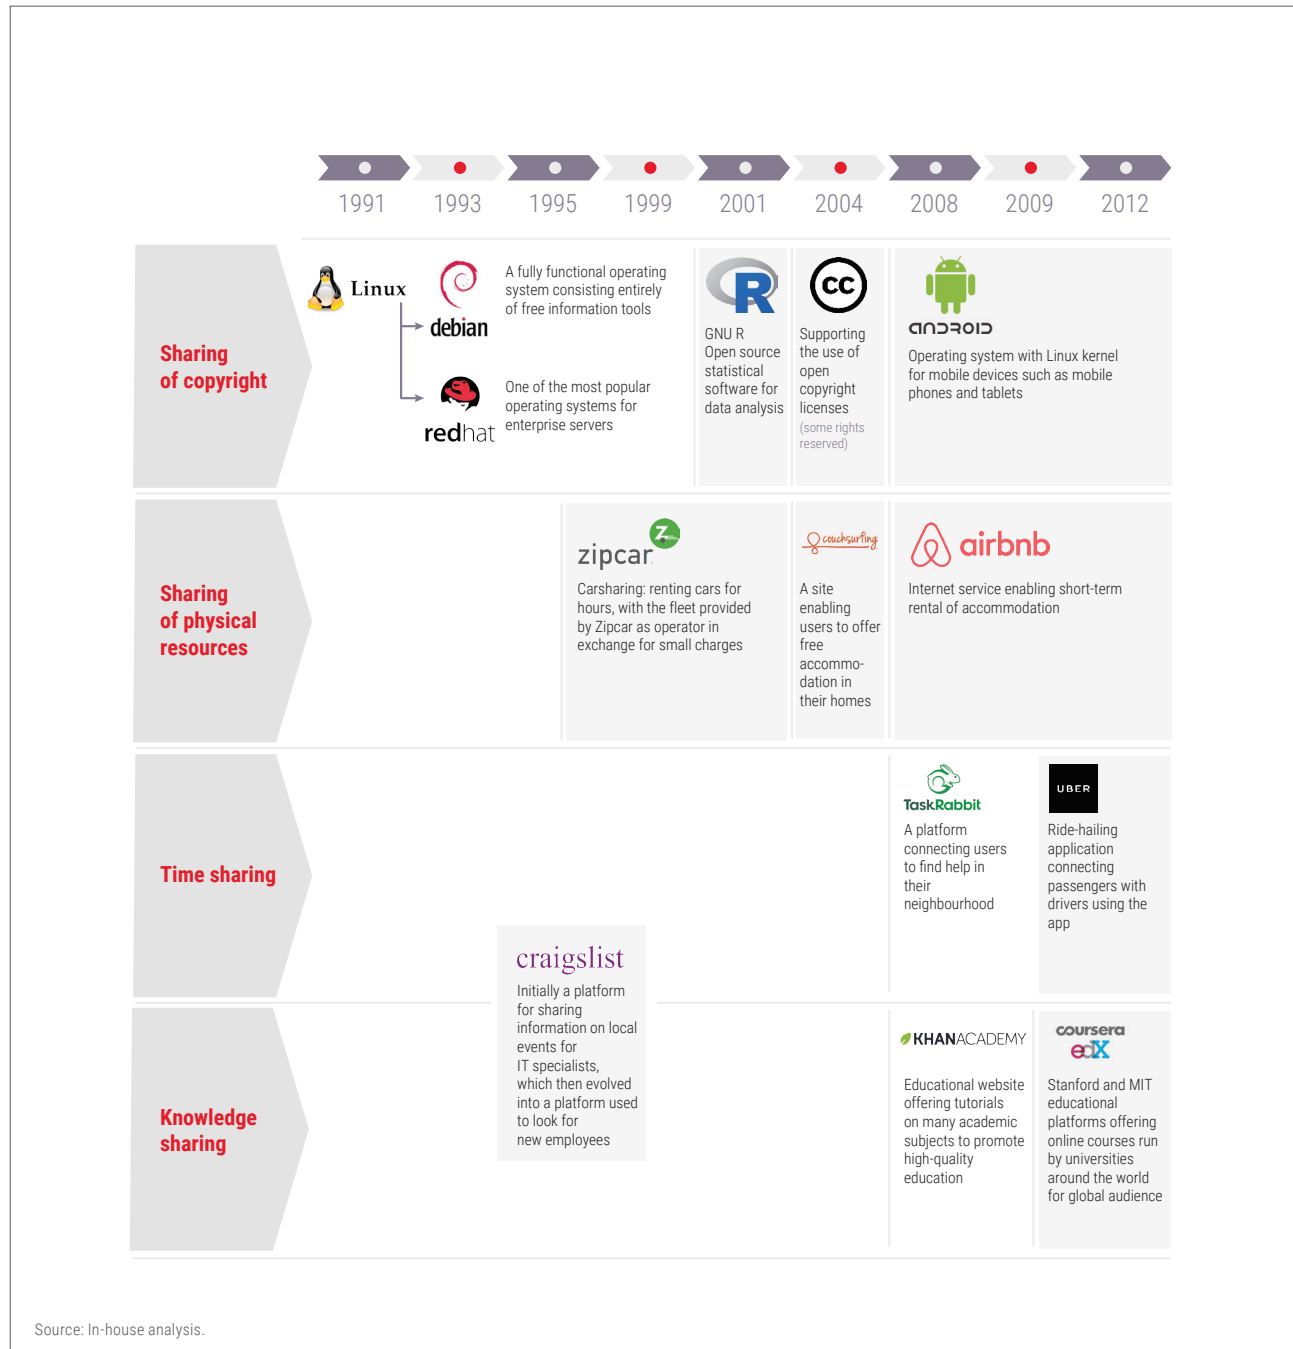 1991 1993 1995 1999 2001 2004 2008 2009 2012
Sharing
of copyright
Linux
debian
A fully functional operating
system consisting entirely
of free information tools
redhat
One of the most popular
operating systems for
enterprise servers
R
GNU R
Open source
statistical
software for
data analysis
cc
Supporting
the use of
open
copyright
licenses
(some rights
reserved)
ANDROID
Operating system with Linux kernel
for mobile devices such as mobile
phones and tablets
Sharing
of physical
resources
Z
zipcar
Carsharing: renting cars for
hours, with the fleet provided
by Zipcar as operator in
exchange for small charges
couchsurfing
A site
enabling
users to offer
free
accommo-
dation in
their homes
airbnb
Internet service enabling short-term
rental of accommodation
Time sharing
TaskRabbit
A platform
connecting users
to find help in
their
neighbourhood
UBER
Ride-hailing
application
connecting
passengers with
drivers using the
app
craigslist
Initially a platform
for sharing
information on local
events for
IT specialists,
which then evolved
into a platform used
to look for
new employees
Knowledge
sharing
KHANACADEMY
Educational website
offering tutorials
on many academic
subjects to promote
high-quality
education
coursera
edX
Stanford and MIT
educational
platforms offering
online courses run
by universities
around the world
for global audience
Source: In-house analysis.